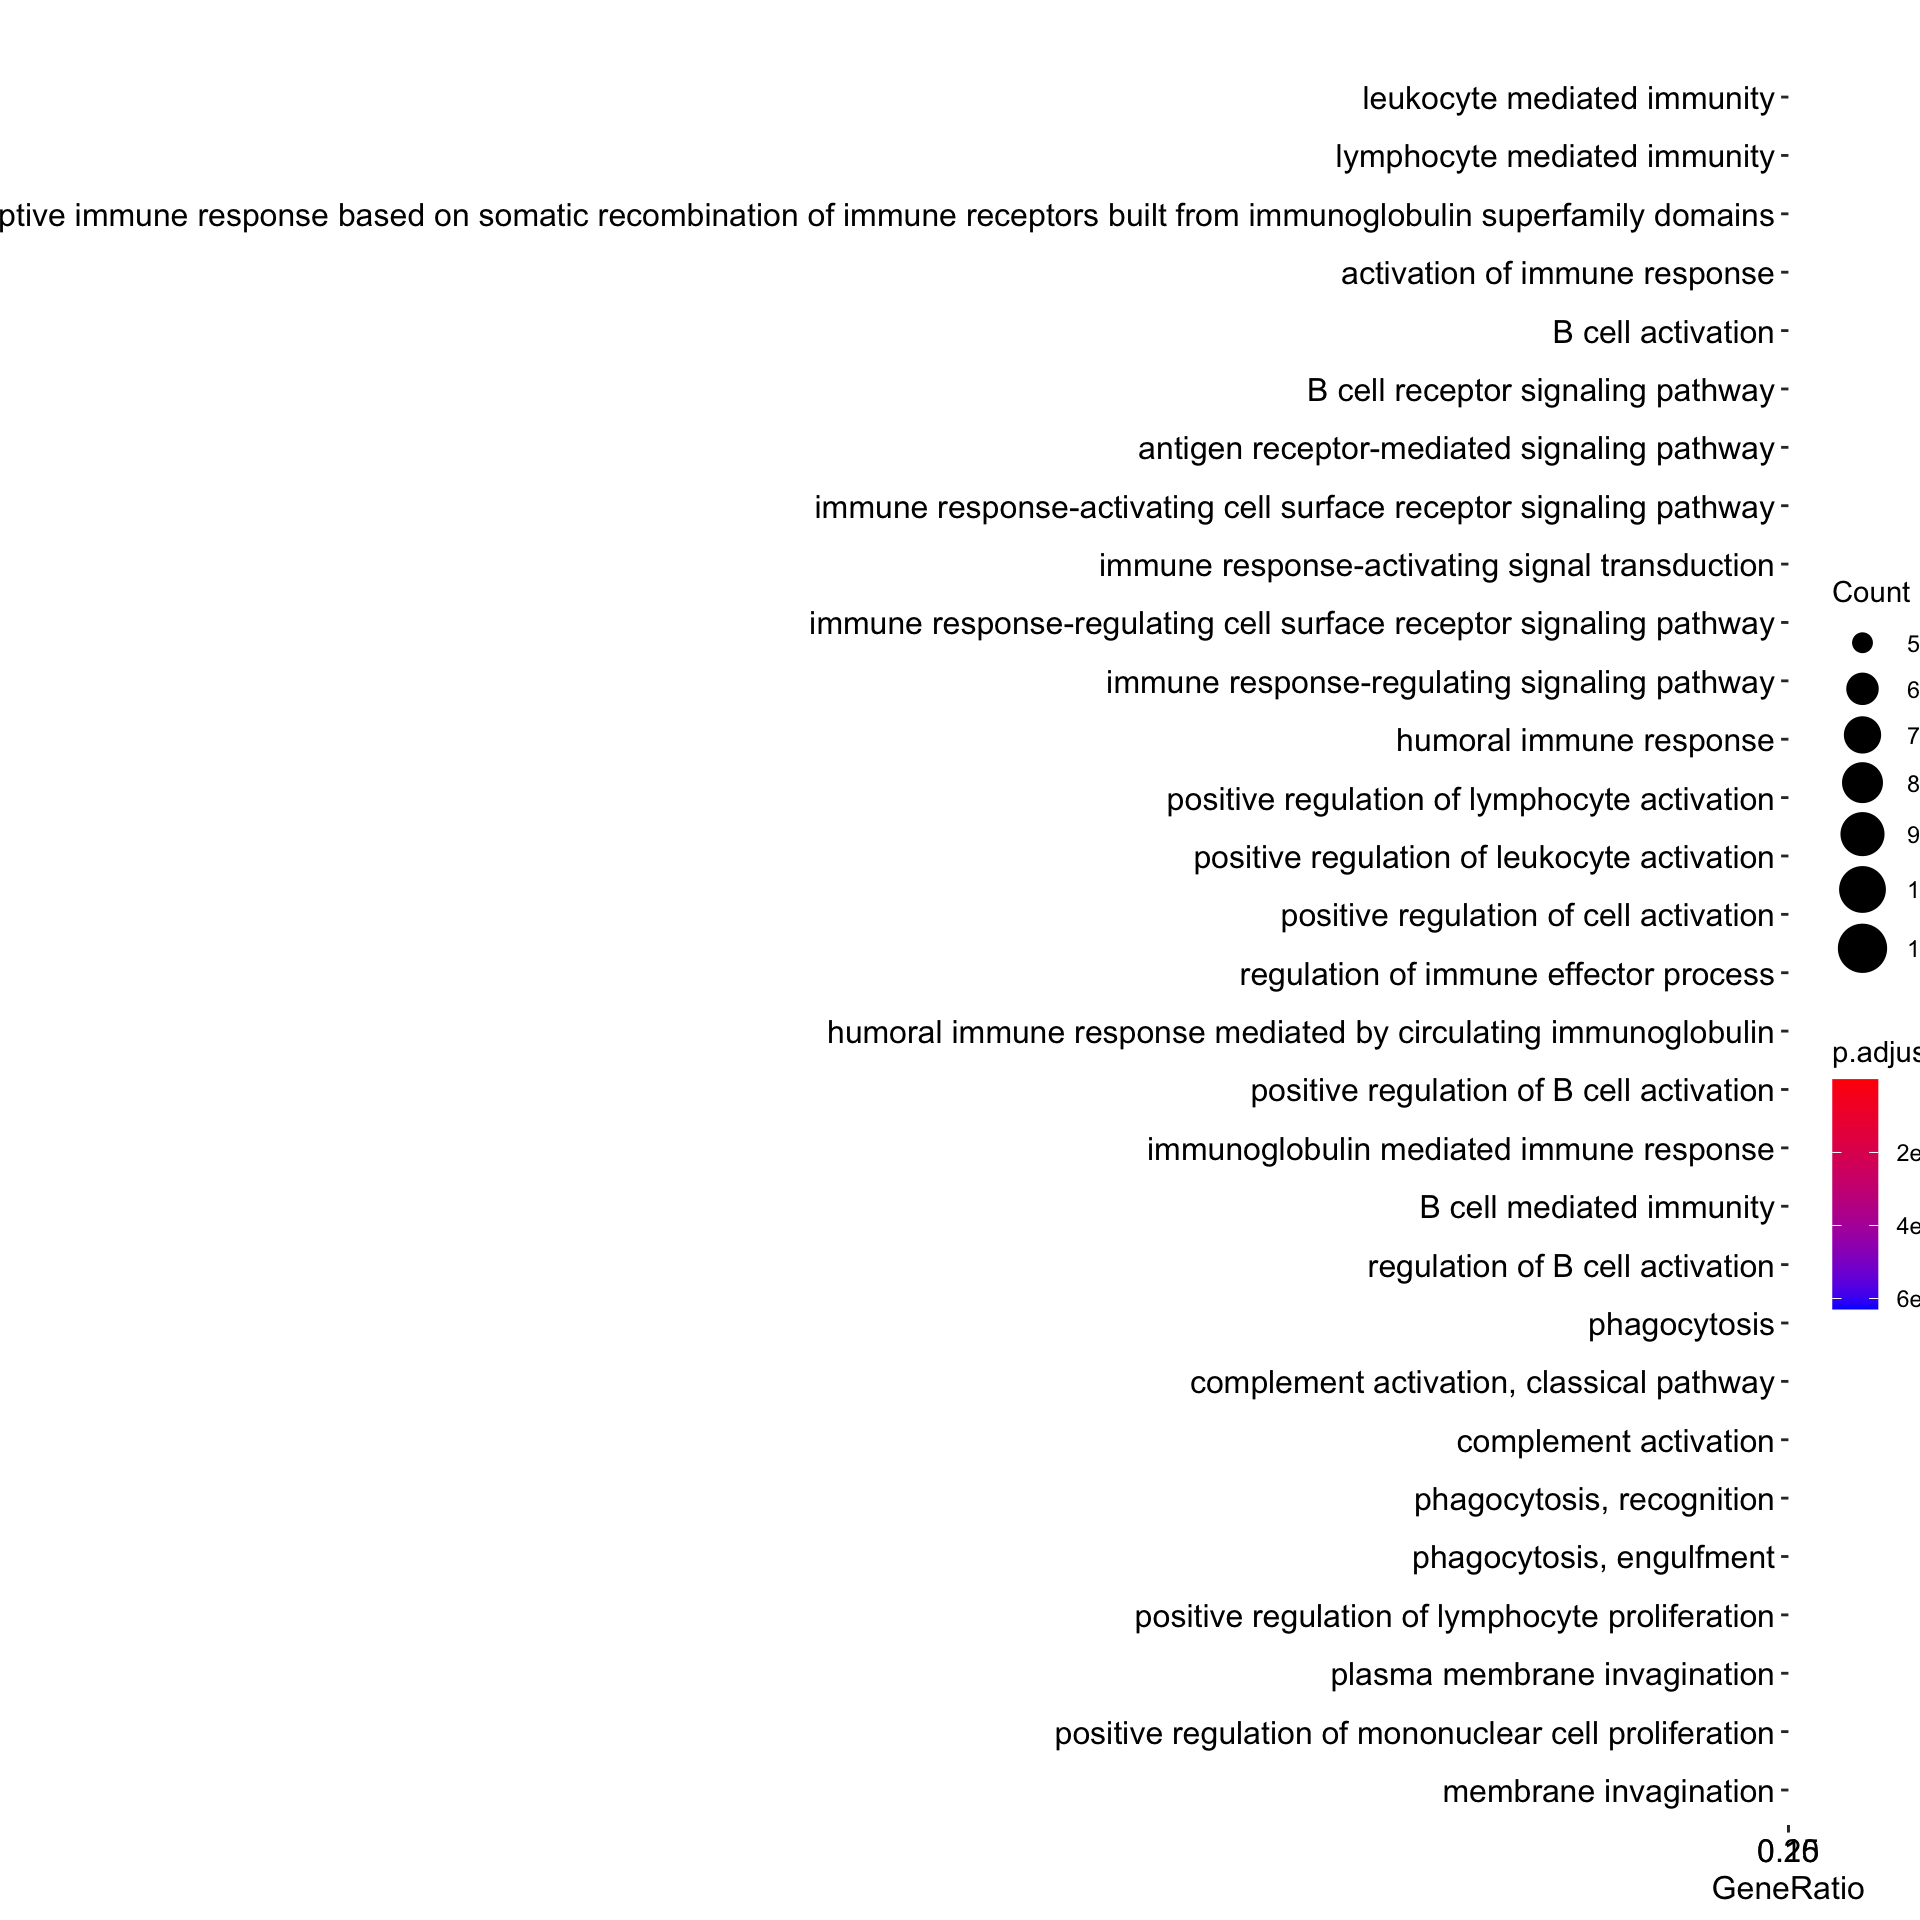 leukocyte mediated immunity
lymphocyte mediated immunity
ptive immune response based on somatic recombination of immune receptors built from immunoglobulin superfamily domains
activation of immune response
B cell activation
B cell receptor signaling pathway
antigen receptor-mediated signaling pathway
immune response-activating cell surface receptor signaling pathway
immune response-activating signal transduction
immune response-regulating cell surface receptor signaling pathway
immune response-regulating signaling pathway
humoral immune response
positive regulation of lymphocyte activation
positive regulation of leukocyte activation
positive regulation of cell activation
regulation of immune effector process
humoral immune response mediated by circulating immunoglobulin
positive regulation of B cell activation
immunoglobulin mediated immune response
B cell mediated immunity
regulation of B cell activation
phagocytosis
complement activation, classical pathway
complement activation
phagocytosis, recognition
phagocytosis, engulfment
positive regulation of lymphocyte proliferation
plasma membrane invagination
positive regulation of mononuclear cell proliferation
membrane invagination
GeneRatio
Count
5
6
7
8
9
1
1
p.adjus
2e
4e
6e